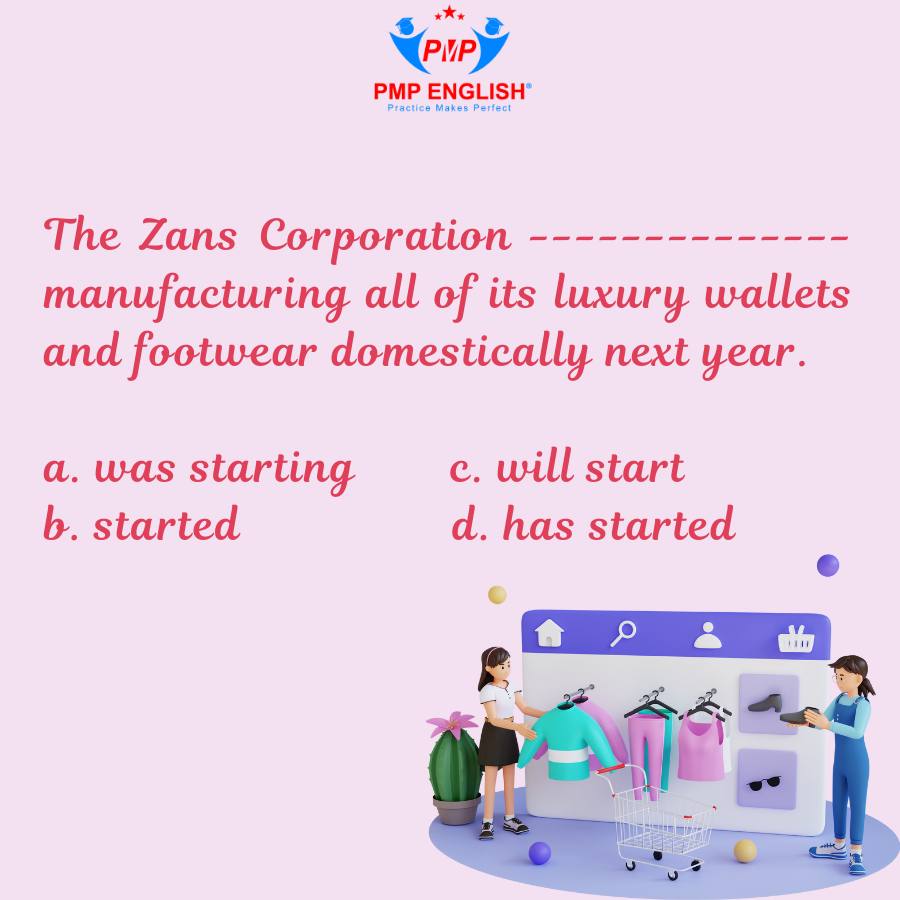 PMP
PMP ENGLISH®
Practice Makes Perfect
The Zans Corporation --------------
manufacturing all of its luxury wallets
and footwear domestically next year.
a. was starting c. will start
b. started d. has started